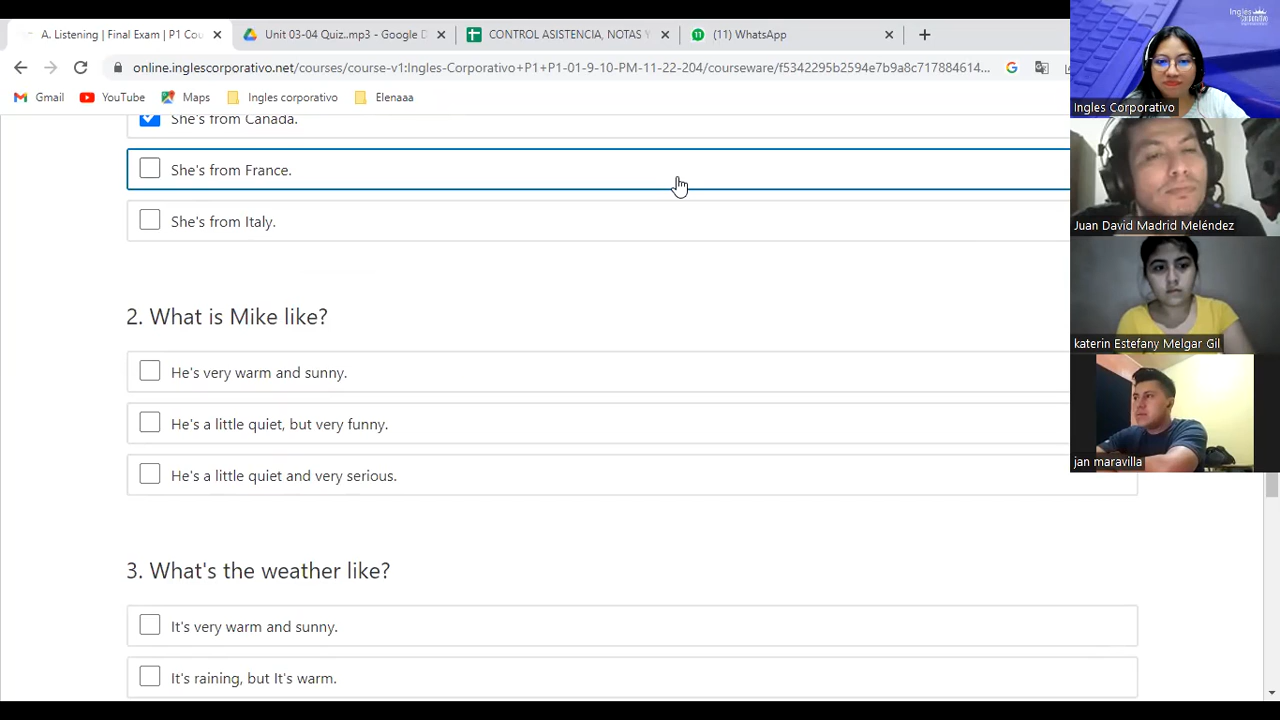 A. Listening | Final Exam | P1 Cou
Unit 03-04 Quiz..mp3 - Google D
CONTROL ASISTENCIA, NOTAS Y
(11) WhatsApp
online.inglescorporativo.net/courses/course-v1:Ingles-Corporativo+P1+P1-01-9-10-PM-11-22-204/courseware/f5342295b2594e7b9a8c717884614...
Gmail
YouTube
Maps
Ingles corporativo
Elenaaa
She's from Canada.
She's from France.
She's from Italy.
2. What is Mike like?
He's very warm and sunny.
He's a little quiet, but very funny.
He's a little quiet and very serious.
3. What's the weather like?
It's very warm and sunny.
It's raining, but It's warm.
Ingles
Ingles Corporativo
Juan David Madrid Meléndez
katerin Estefany Melgar Gil
jan maravilla